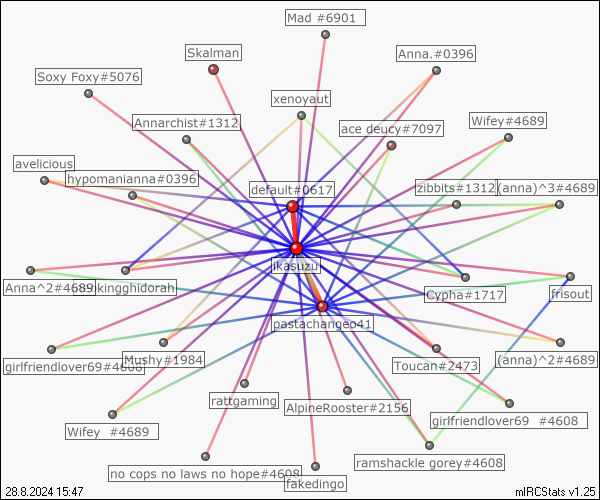 Mad #6901
Skalman
Anna.#0396
Soxy Foxy#5076
xenoyaut
Annarchist#1312
ace deucy#7097
Wifey#4689
avelicious
hypomanianna#0396
default#0617
zibbits#1312
(anna)^3#4689
ikasuzu
Anna^2#4689
kingghidorah
Cypha#1717
frisout
pastachangeo41
girlfriendlover69#4608
Mushy#1984
Toucan#2473
(anna)^2#4689
rattgaming
AlpineRooster#2156
girlfriendlover69 #4608
Wifey #4689
no cops no laws no hope#4608
ramshackle gorey#4608
fakedingo
28.8.2024 15:47
mIRCStats v1.25